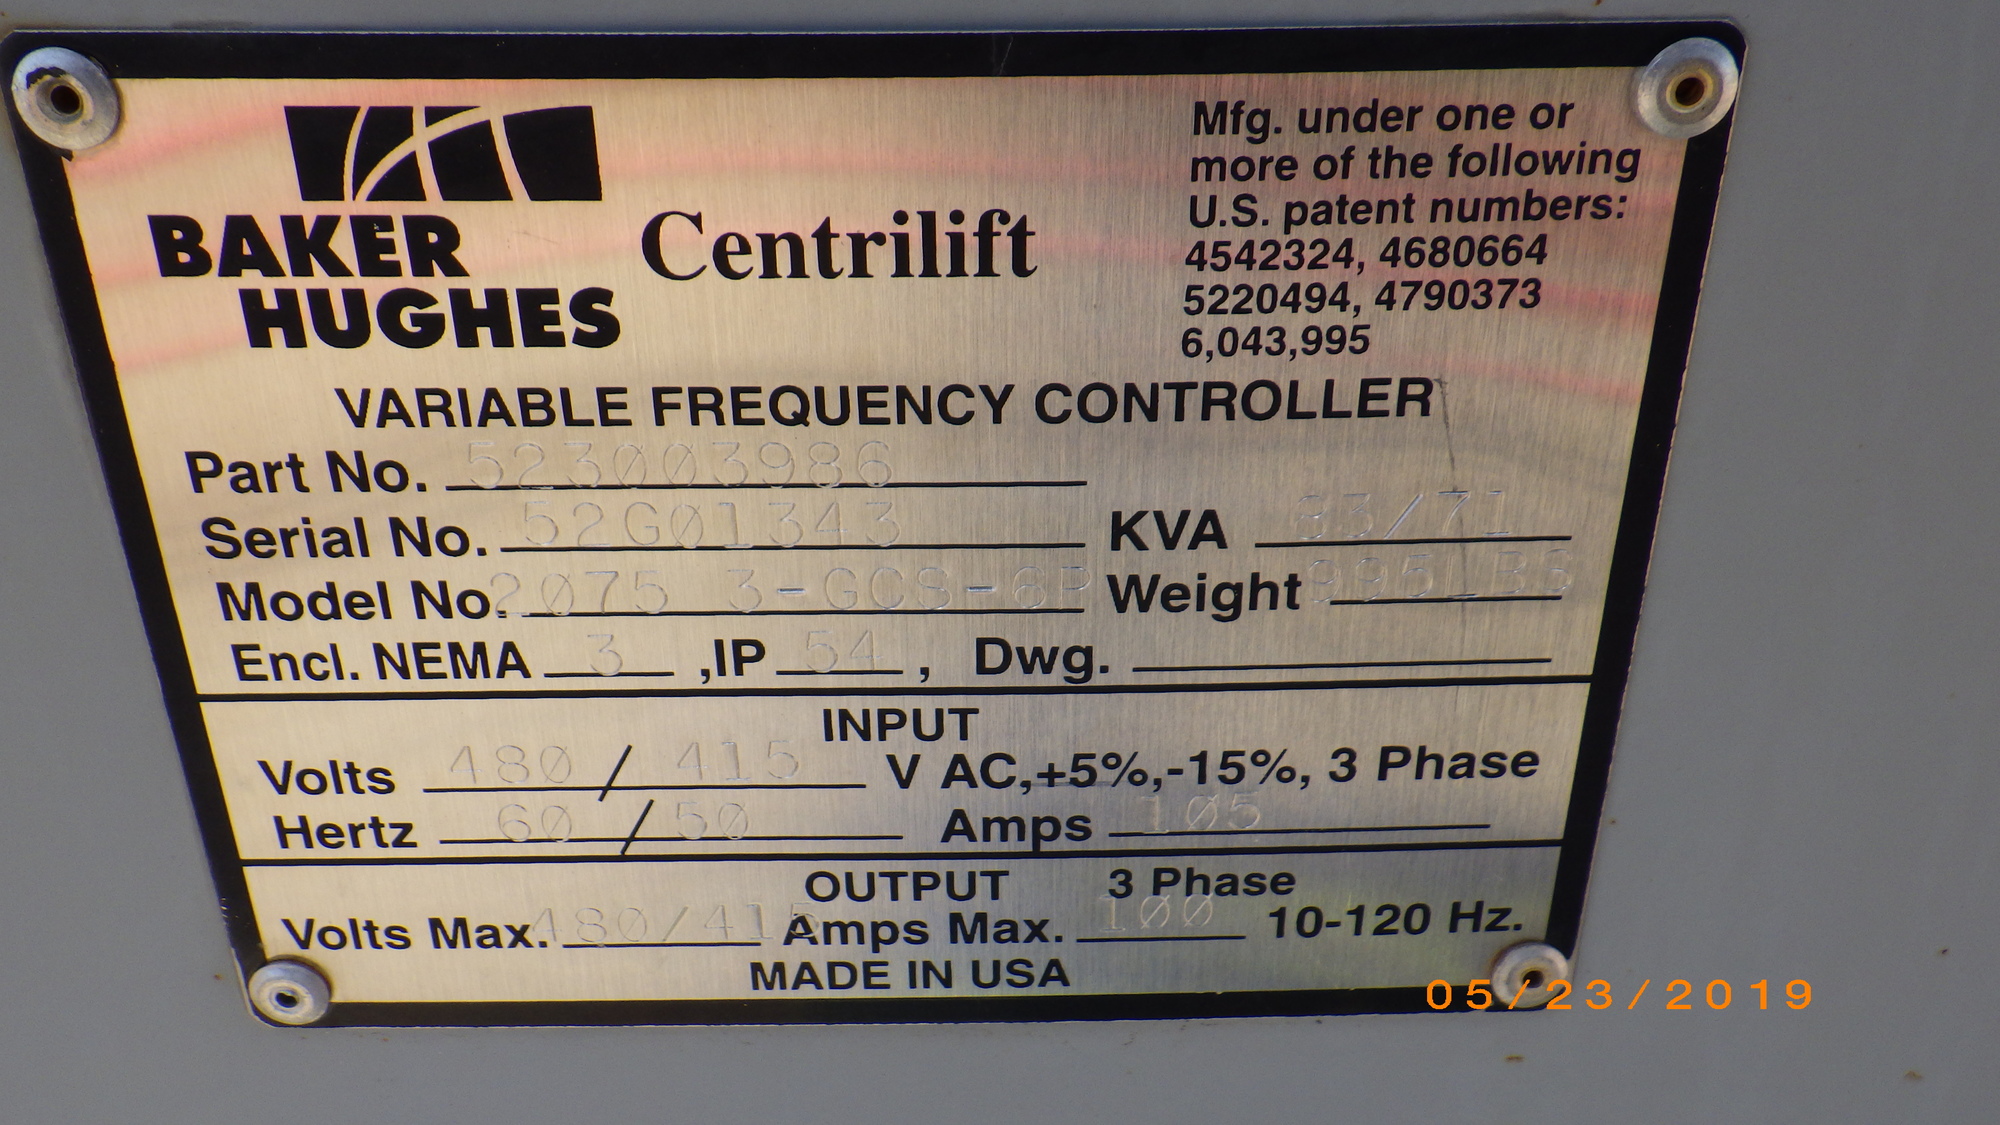 BAKER
HUGHES
Centrilift
Mfg. under one or
more of the following
U.S. patent numbers:
4542324, 4680664
5220494, 4790373
6,043,995
VARIABLE FREQUENCY CONTROLLER
Part No. 523003986
Serial No. 52G01343 KVA 83/71
Model No. 2075 3-GCS-6P Weight 995LBS
Encl. NEMA 3 ,IP 54 , Dwg.
INPUT
Volts 480 / 415 V AC,+5%,-15%, 3 Phase
Hertz 60 / 50 Amps 105
OUTPUT 3 Phase
Volts Max. 480/415 Amps Max. 100 10-120 Hz.
MADE IN USA
05/23/2019